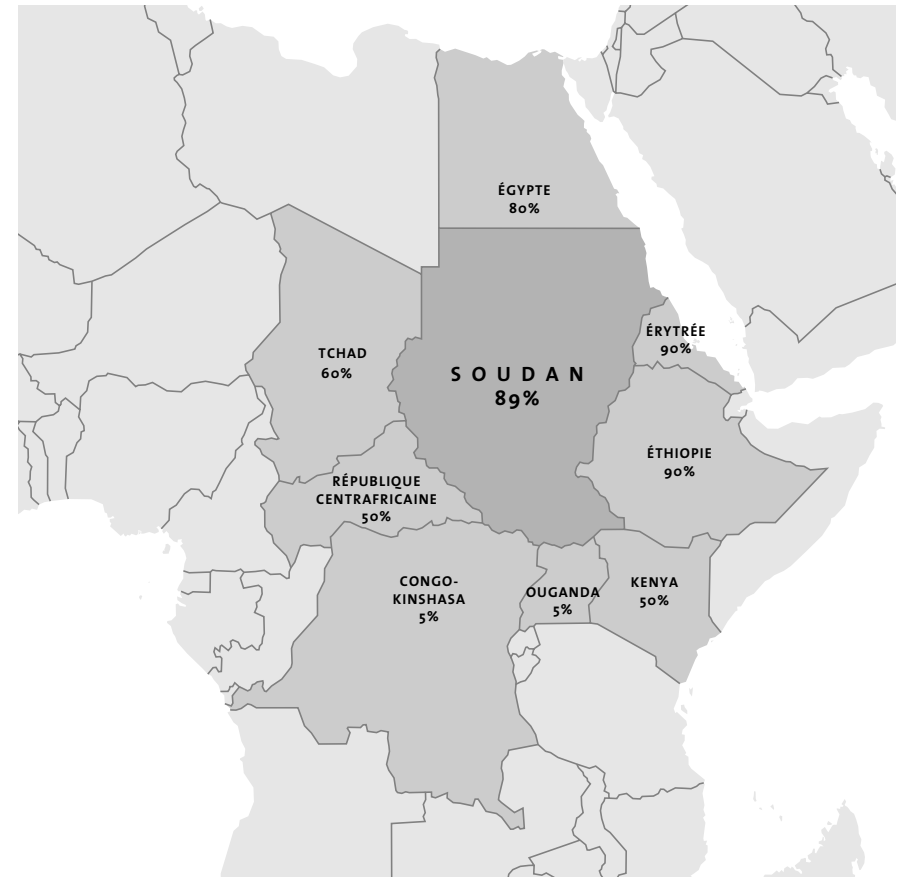 ÉGYPTE
80%
ÉRYTRÉE
90%
TCHAD
60%
SOUDAN
89%
ÉTHIOPIE
90%
RÉPUBLIQUE
CENTRAFRICAINE
50%
CONGO-
KINSHASA
5%
OUGANDA
5%
KENYA
50%